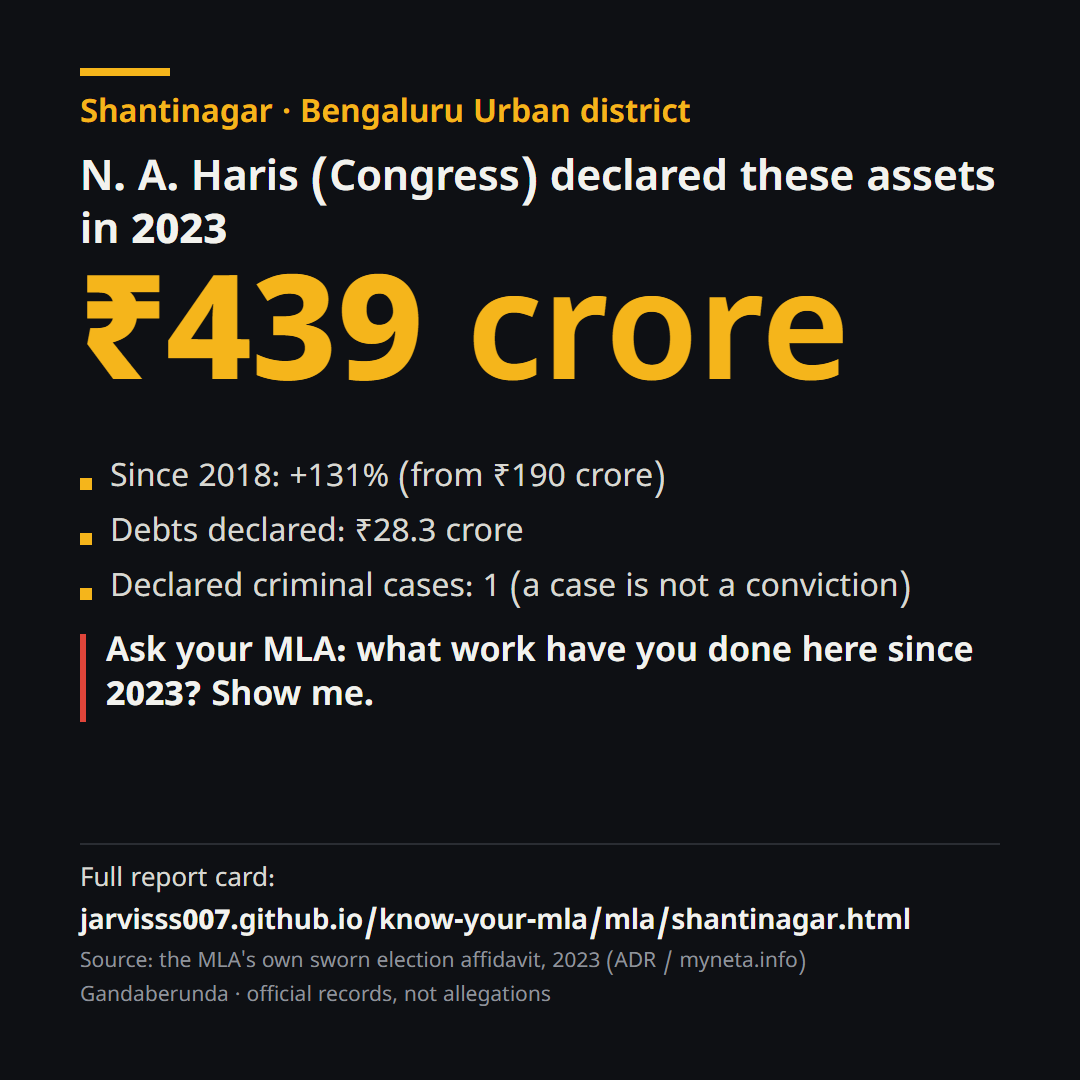 Shantinagar · Bengaluru Urban district
N. A. Haris (Congress) declared these assets
in 2023
₹439 crore
Since 2018: +131% (from ₹190 crore)
Debts declared: ₹28.3 crore
Declared criminal cases: 1 (a case is not a conviction)
Ask your MLA: what work have you done here since
2023? Show me.
Full report card:
jarvisss007.github.io/know-your-mla/mla/shantinagar.html
Source: the MLA's own sworn election affidavit, 2023 (ADR / myneta.info)
Gandaberunda · official records, not allegations